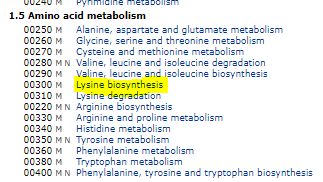 00240 M Pyrimidine metabolism
1.5 Amino acid metabolism
00250 M Alanine, aspartate and glutamate metabolism
00260 M Glycine, serine and threonine metabolism
00270 M Cysteine and methionine metabolism
00280 M N Valine, leucine and isoleucine degradation
00290 M Valine, leucine and isoleucine biosynthesis
00300 M Lysine biosynthesis
00310 M Lysine degradation
00220 M N Arginine biosynthesis
00330 M Arginine and proline metabolism
00340 M Histidine metabolism
00350 M N Tyrosine metabolism
00360 M Phenylalanine metabolism
00380 M Tryptophan metabolism
00400 M N Phenylalanine, tyrosine and tryptophan biosynthesis